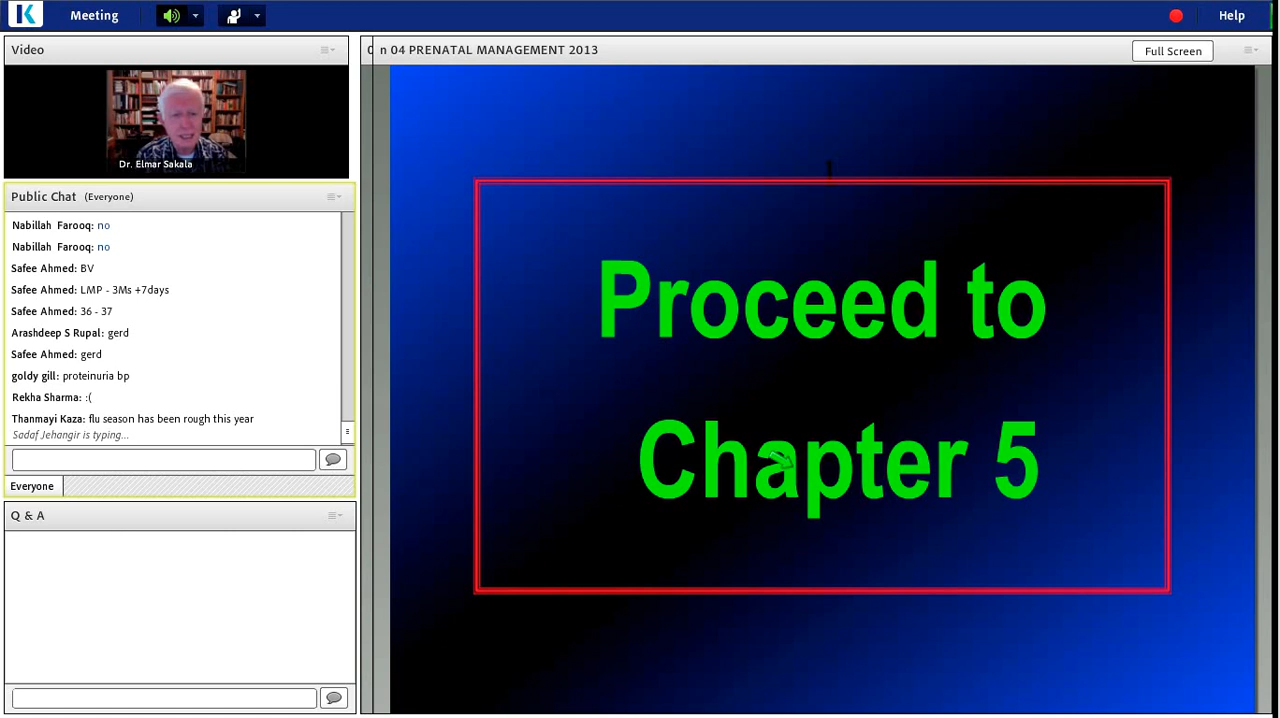 K Meeting Help
Video
Dr. Elmar Sakala
Public Chat (Everyone)
Nabillah Farooq: no
Nabillah Farooq: no
Safee Ahmed: BV
Safee Ahmed: LMP - 3Ms +7days
Safee Ahmed: 36 - 37
Arashdeep S Rupal: gerd
Safee Ahmed: gerd
goldy gill: proteinuria bp
Rekha Sharma: :(
Thanmayi Kaza: flu season has been rough this year
Sadaf Jehangir is typing...
Everyone
Q & A
n 04 PRENATAL MANAGEMENT 2013
Full Screen
Proceed to
Chapter 5